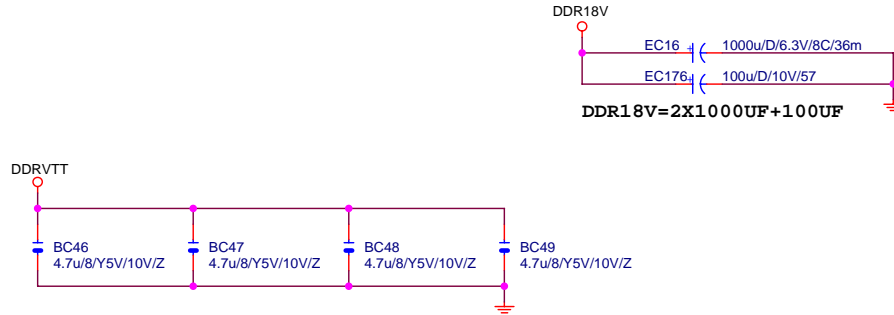 DDR18V
EC16 1000u/D/6.3V/8C/36m
EC176 100u/D/10V/57
DDR18V=2X1000UF+100UF
DDRVTT
BC46 BC47 BC48 BC49
4.7u/8/Y5V/10V/Z 4.7u/8/Y5V/10V/Z 4.7u/8/Y5V/10V/Z 4.7u/8/Y5V/10V/Z